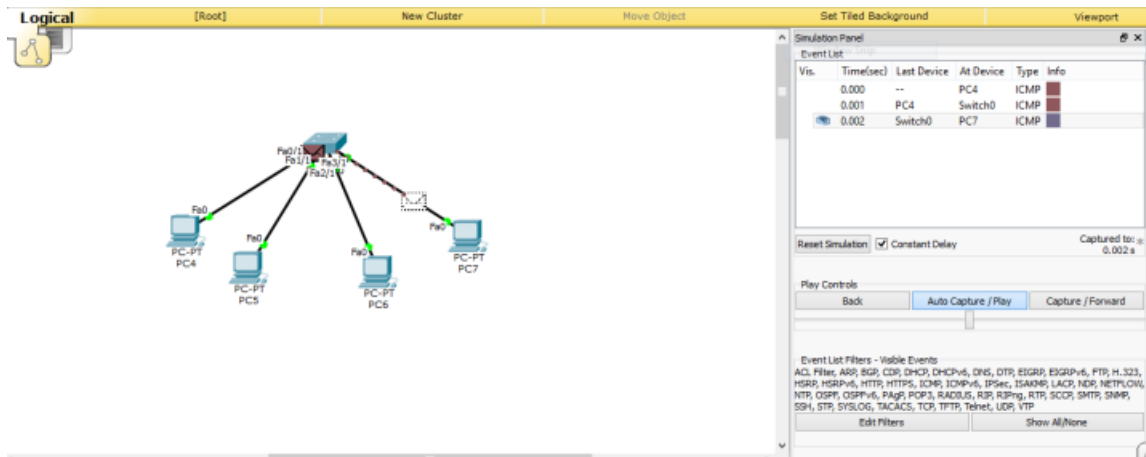 Logical [Root] New Cluster Move Object Set Tiled Background Viewport
Simulation Panel
Event List
Vis. Time(sec) Last Device At Device Type Info
0.000 -- PC4 ICMP
0.001 PC4 Switch0 ICMP
0.002 Switch0 PC7 ICMP
Fa0/1
Fa1/1 Fa3/1
Fa2/1
Fa0
Fa0
Fa0
Fa0
PC-PT
PC4
PC-PT
PC5
PC-PT
PC6
PC-PT
PC7
Reset Simulation Constant Delay Captured to:
0.002 s
Play Controls
Back Auto Capture / Play Capture / Forward
Event List Filters - Visible Events
ACL Filter, ARP, BGP, CDP, DHCP, DHCPv6, DNS, DTP, EIGRP, EIGRPv6, FTP, H.323,
HSRP, HSRPv6, HTTP, HTTPS, ICMP, ICMPv6, IPSec, ISAKMP, LACP, NDP, NETFLOW,
NTP, OSPF, OSPFv6, PAgP, POP3, RADIUS, RIP, RIPng, RTP, SCCP, SMTP, SNMP,
SSH, STP, SYSLOG, TACACS, TCP, TFTP, Telnet, UDP, VTP
Edit Filters Show All/None